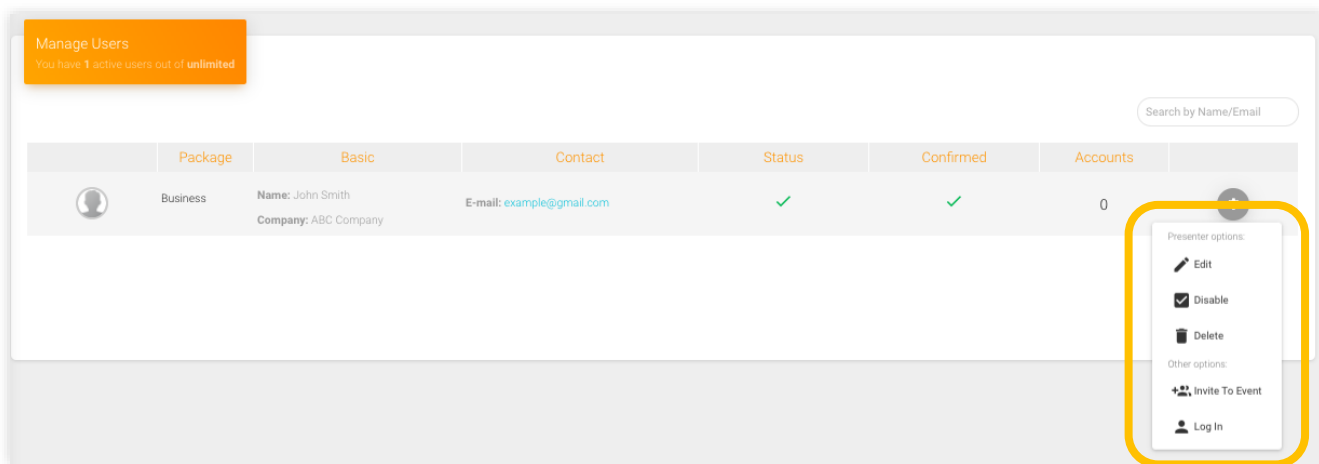 Manage Users
You have 1 active users out of unlimited
Search by Name/Email
Package Basic Contact Status Confirmed Accounts
Business Name: John Smith E-mail: example@gmail.com 0
Company: ABC Company
Presenter options:
Edit
Disable
Delete
Other options:
Invite To Event
Log In